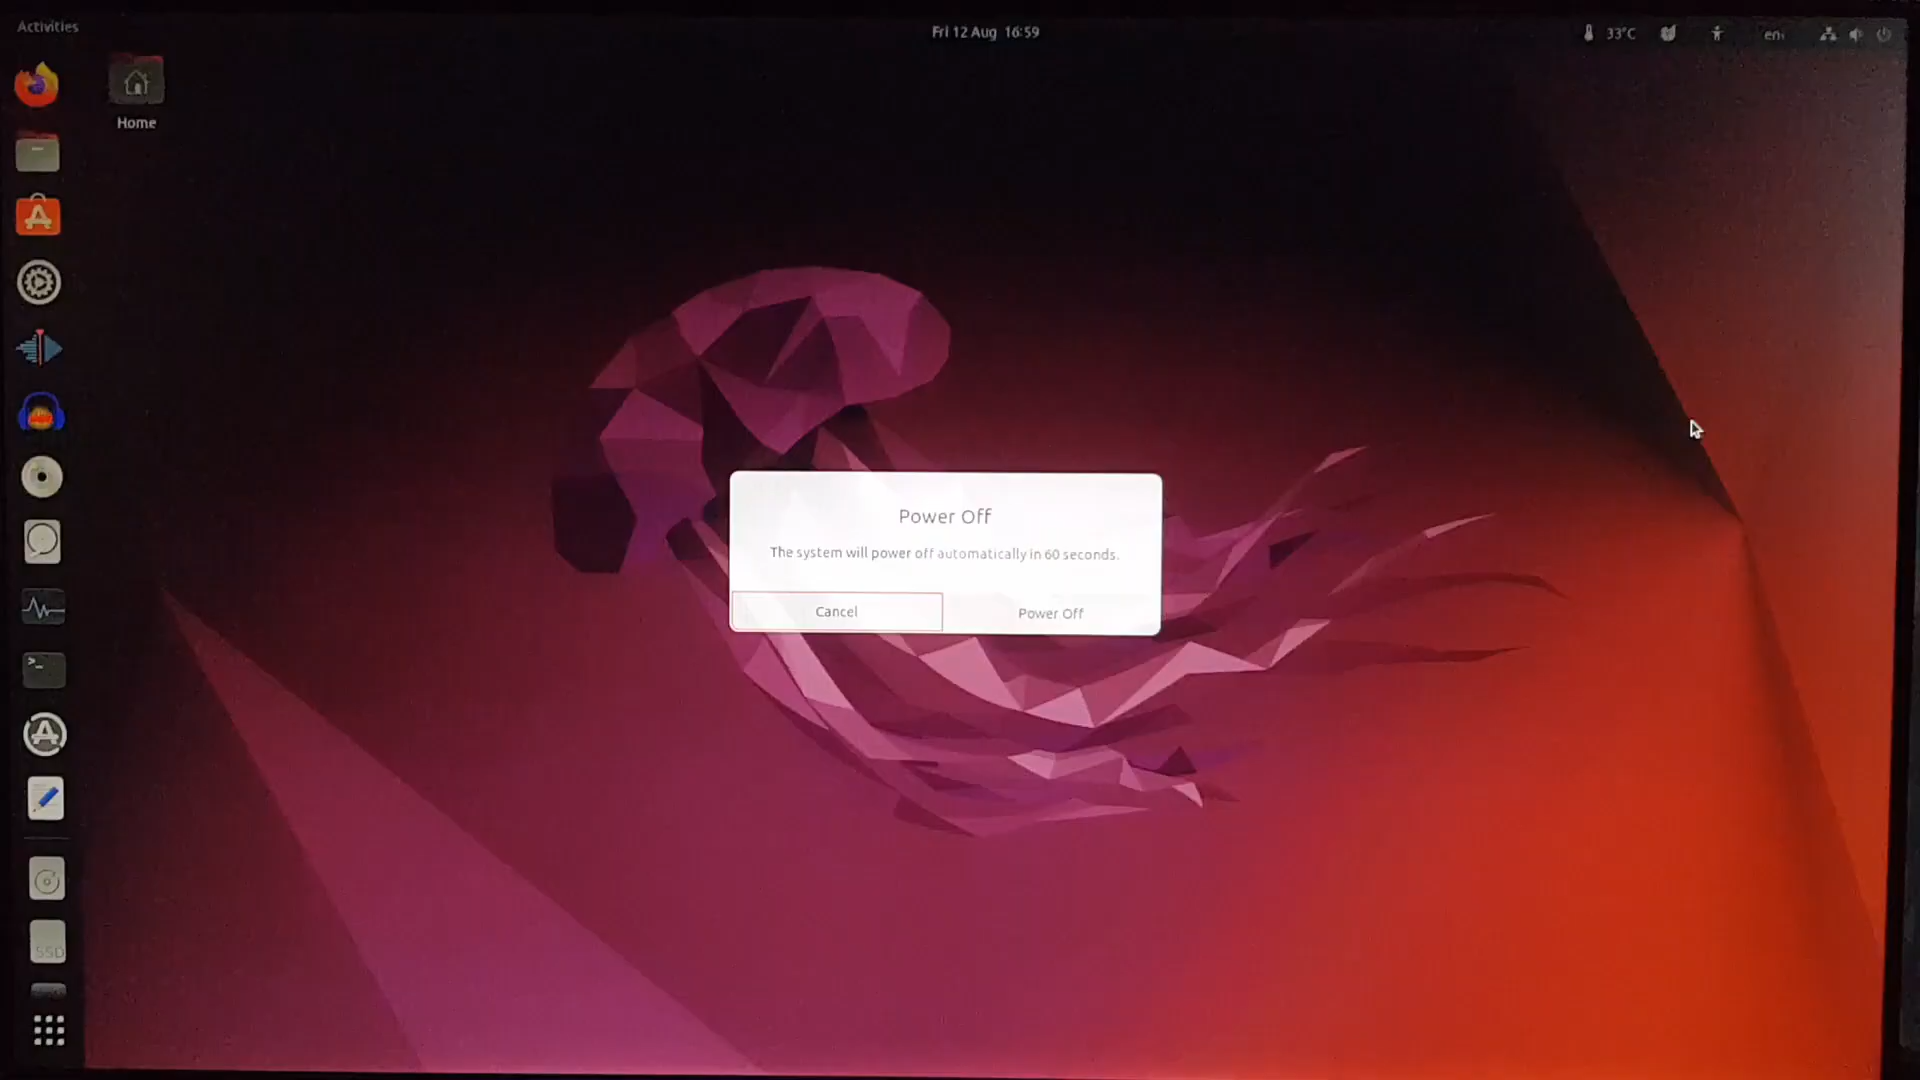 Activities
Fri 12 Aug 16:59
33°C
en
Home
Power Off
The system will power off automatically in 60 seconds.
Cancel
Power Off
>_
SSD